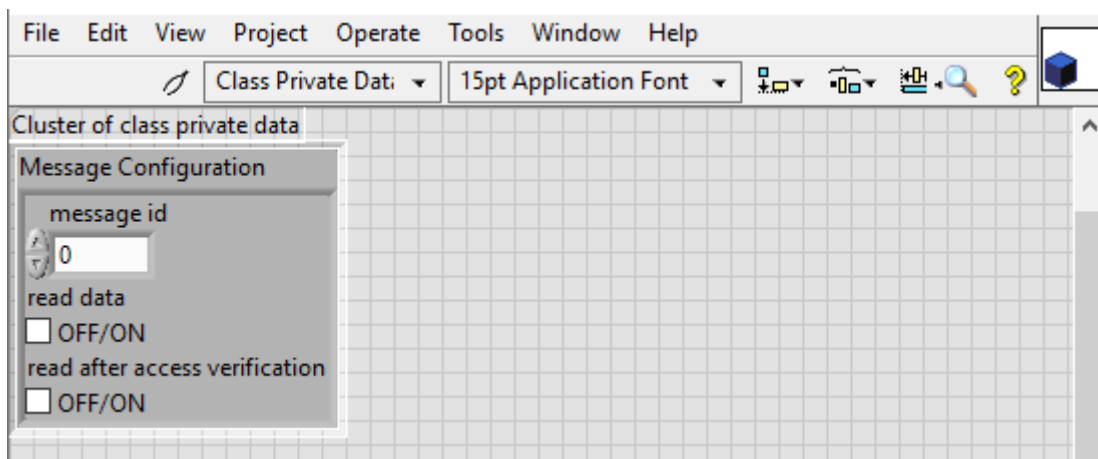 File Edit View Project Operate Tools Window Help
Class Private Dat 15pt Application Font
Cluster of class private data
Message Configuration
message id
0
read data
OFF/ON
read after access verification
OFF/ON